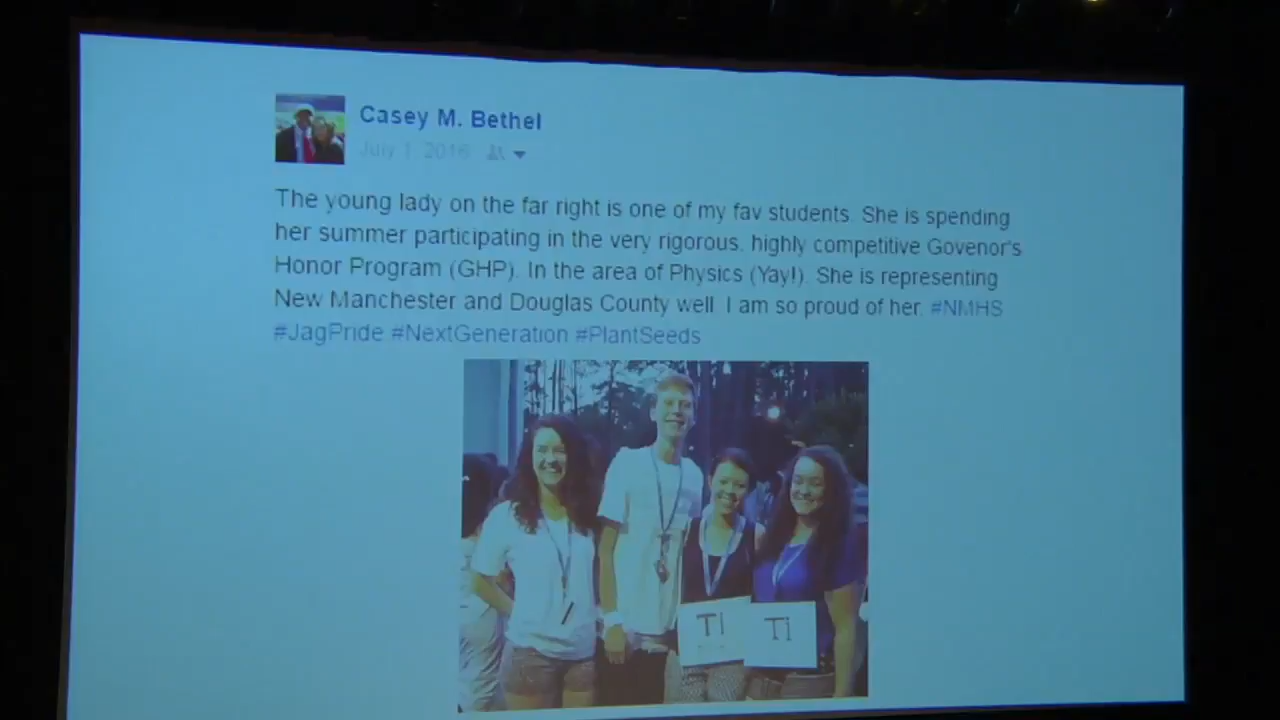 Casey M. Bethel
July 1, 2016
The young lady on the far right is one of my fav students. She is spending
her summer participating in the very rigorous, highly competitive Govenor's
Honor Program (GHP). In the area of Physics (Yay!). She is representing
New Manchester and Douglas County well. I am so proud of her. #NMHS
#JagPride #NextGeneration #PlantSeeds
Ti Ti